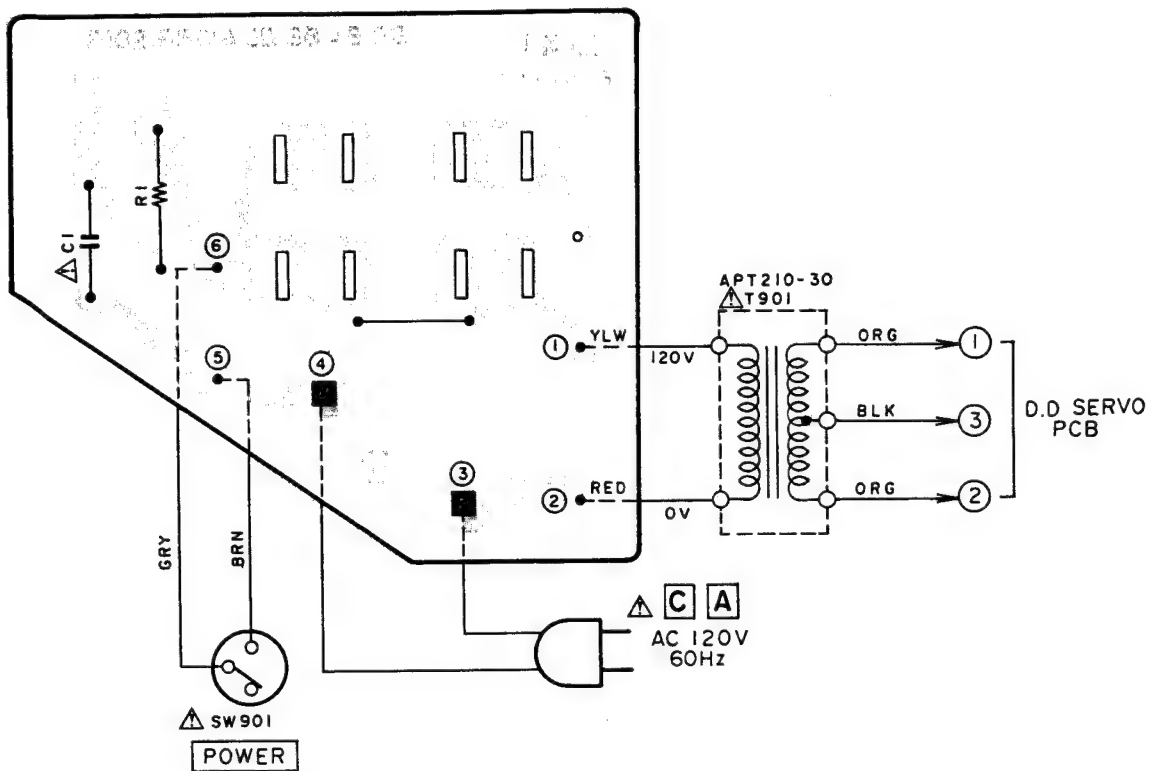 R1
C1
⑥
⑤
④
③
①
YLW
120V
②
RED
0V
APT210-30
T901
ORG
①
BLK
③
ORG
②
D.D SERVO
PCB
GRY
BRN
SW901
POWER
C A
AC 120V
60Hz